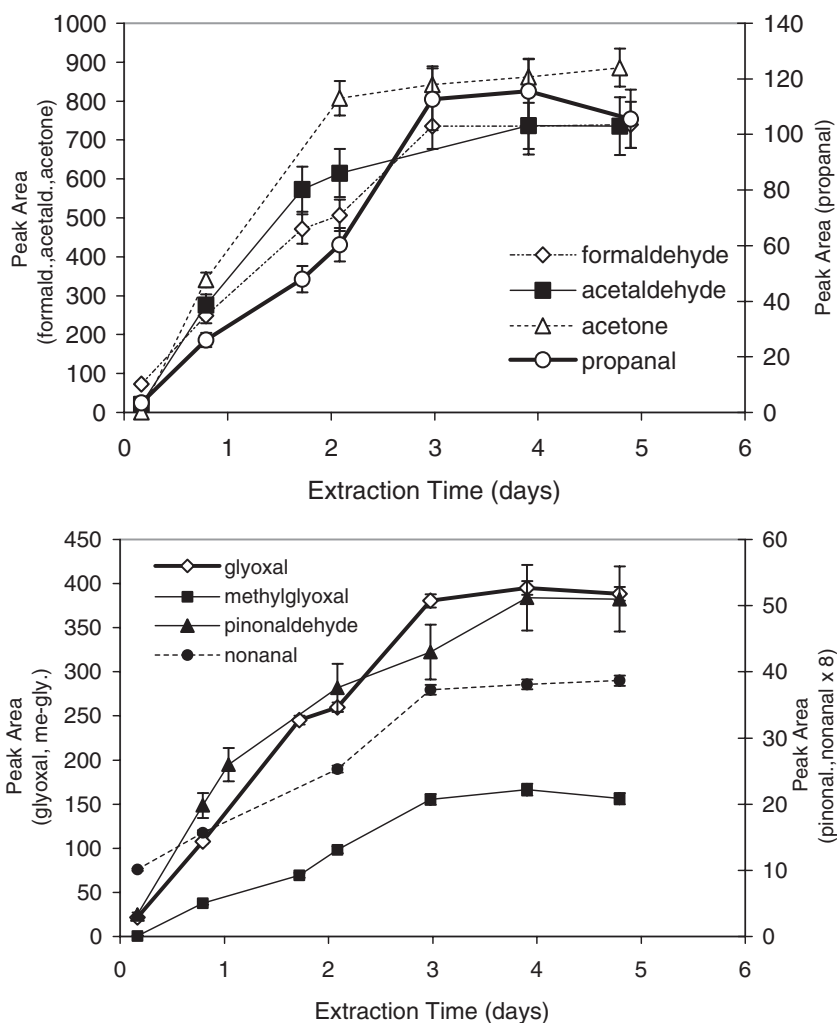 1000
900
800
700
600
500
400
300
200
100
0
Peak Area
(formald.,acetald.,acetone)
140
120
100
80
60
40
20
0
Peak Area (propanal)
formaldehyde
acetaldehyde
acetone
propanal
0 1 2 3 4 5 6
Extraction Time (days)
450
400
350
300
250
200
150
100
50
0
Peak Area
(glyoxal, me-gly.)
60
50
40
30
20
10
0
Peak Area
(pinonal.,nonanal x 8)
glyoxal
methylglyoxal
pinonaldehyde
nonanal
0 1 2 3 4 5 6
Extraction Time (days)